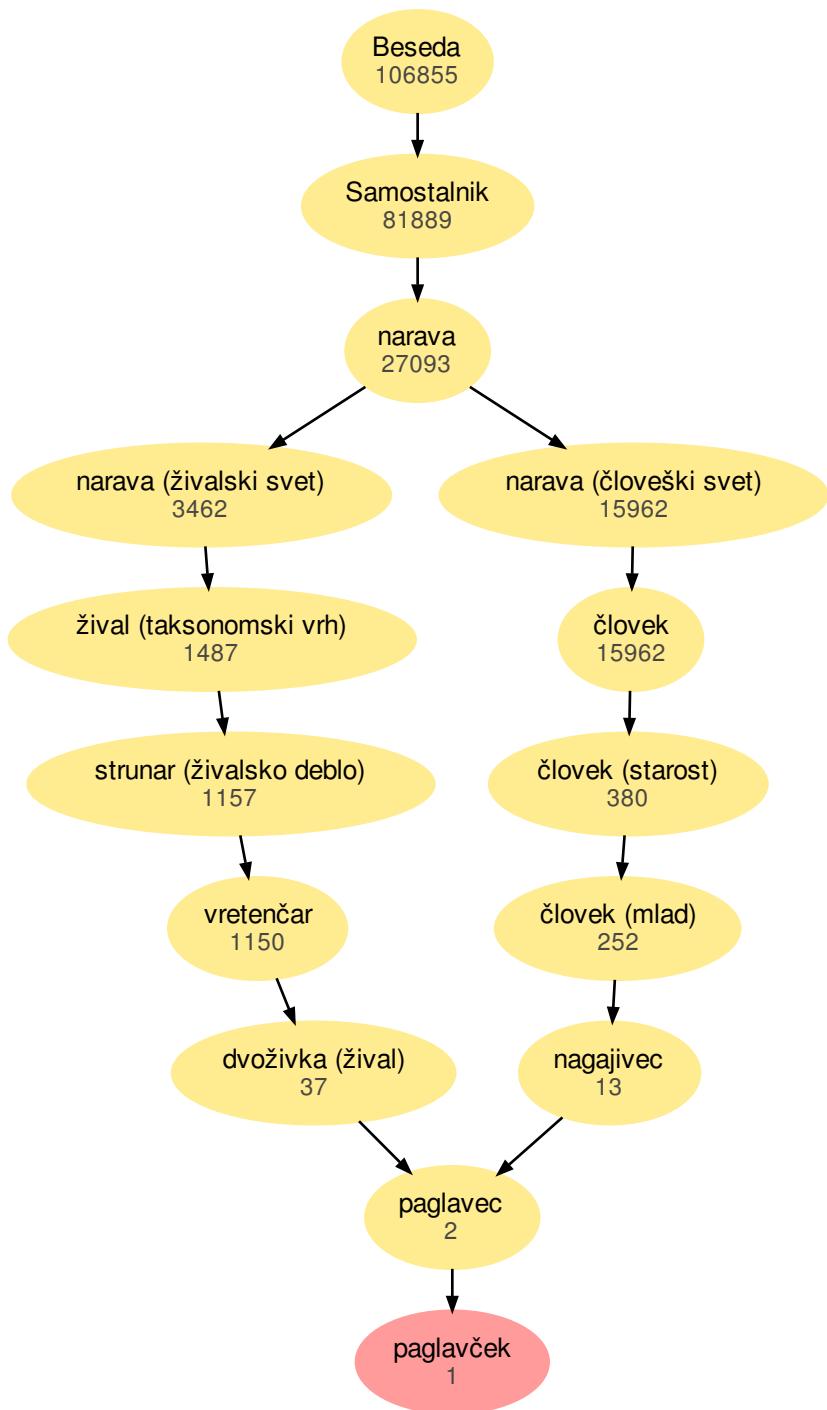 Beseda
106855
Samostalnik
81889
narava
27093
narava (živalski svet)
3462
narava (človeški svet)
15962
žival (taksonomski vrh)
1487
človek
15962
strunar (živalsko deblo)
1157
človek (starost)
380
vretenčar
1150
človek (mlad)
252
dvoživka (žival)
37
nagajivec
13
paglavec
2
paglavček
1